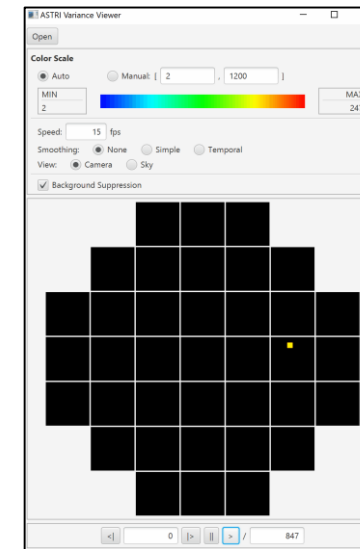 ASTRI Variance Viewer
Open
Color Scale
Auto Manual: [ 2 , 1200 ]
MIN
2
Speed: 15 fps
Smoothing: None Simple Temporal
View: Camera Sky
Background Suppression
<| 0 |> || > / 847